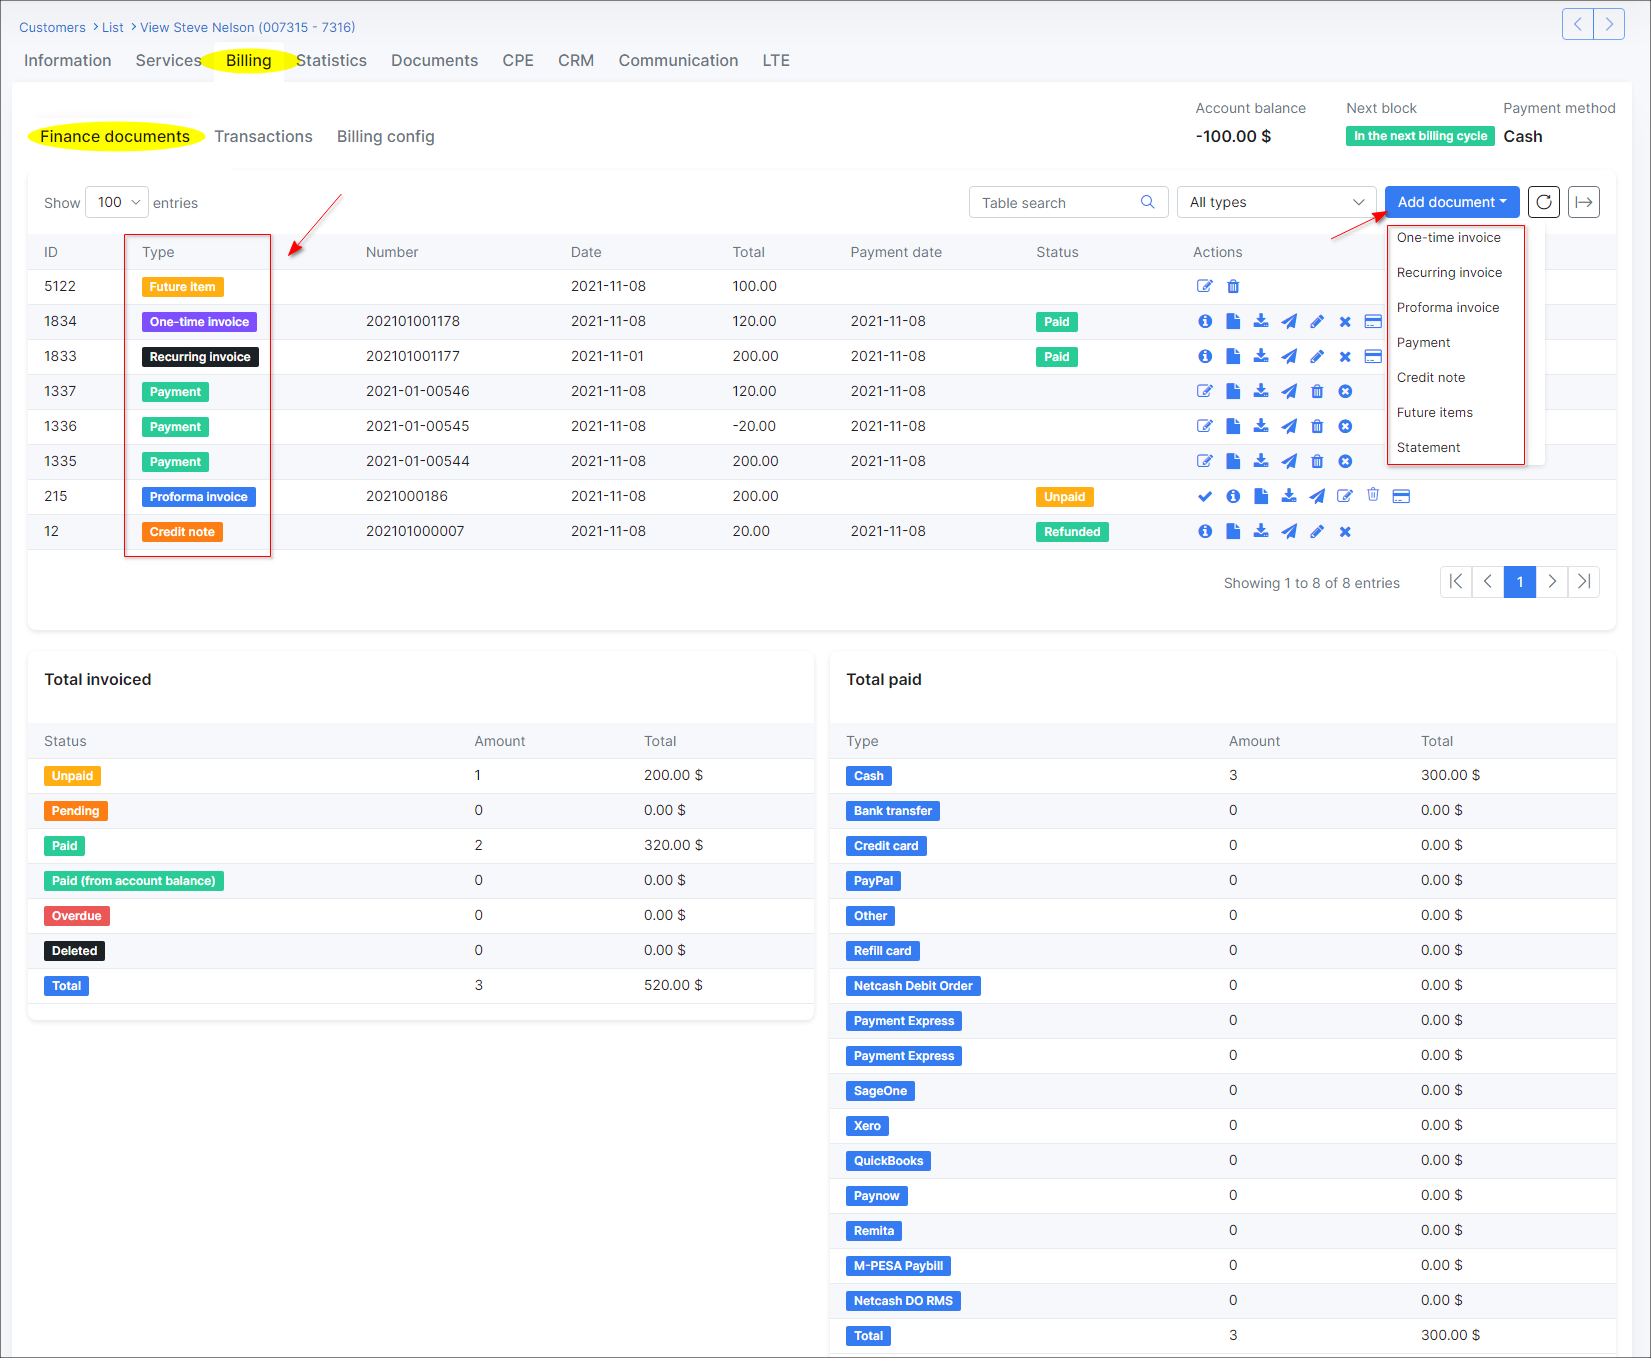 Customers > List > View Steve Nelson (007315 - 7316)
Information Services Billing Statistics Documents CPE CRM Communication LTE
Account balance Next block Payment method
-100.00 $ In the next billing cycle Cash
Finance documents Transactions Billing config
Show 100 entries Table search All types Add document
ID Type Number Date Total Payment date Status Actions
One-time invoice
Recurring invoice
Proforma invoice
Payment
Credit note
Future items
Statement
5122 Future item 2021-11-08 100.00
1834 One-time invoice 202101001178 2021-11-08 120.00 2021-11-08 Paid
1833 Recurring invoice 202101001177 2021-11-01 200.00 2021-11-08 Paid
1337 Payment 2021-01-00546 2021-11-08 120.00 2021-11-08
1336 Payment 2021-01-00545 2021-11-08 -20.00 2021-11-08
1335 Payment 2021-01-00544 2021-11-08 200.00 2021-11-08
215 Proforma invoice 2021000186 2021-11-08 200.00 Unpaid
12 Credit note 202101000007 2021-11-08 20.00 2021-11-08 Refunded
Showing 1 to 8 of 8 entries 1
Total invoiced
Status Amount Total
Unpaid 1 200.00 $
Pending 0 0.00 $
Paid 2 320.00 $
Paid (from account balance) 0 0.00 $
Overdue 0 0.00 $
Deleted 0 0.00 $
Total 3 520.00 $
Total paid
Type Amount Total
Cash 3 300.00 $
Bank transfer 0 0.00 $
Credit card 0 0.00 $
PayPal 0 0.00 $
Other 0 0.00 $
Refill card 0 0.00 $
Netcash Debit Order 0 0.00 $
Payment Express 0 0.00 $
Payment Express 0 0.00 $
SageOne 0 0.00 $
Xero 0 0.00 $
QuickBooks 0 0.00 $
Paynow 0 0.00 $
Remita 0 0.00 $
M-PESA Paybill 0 0.00 $
Netcash DO RMS 0 0.00 $
Total 3 300.00 $